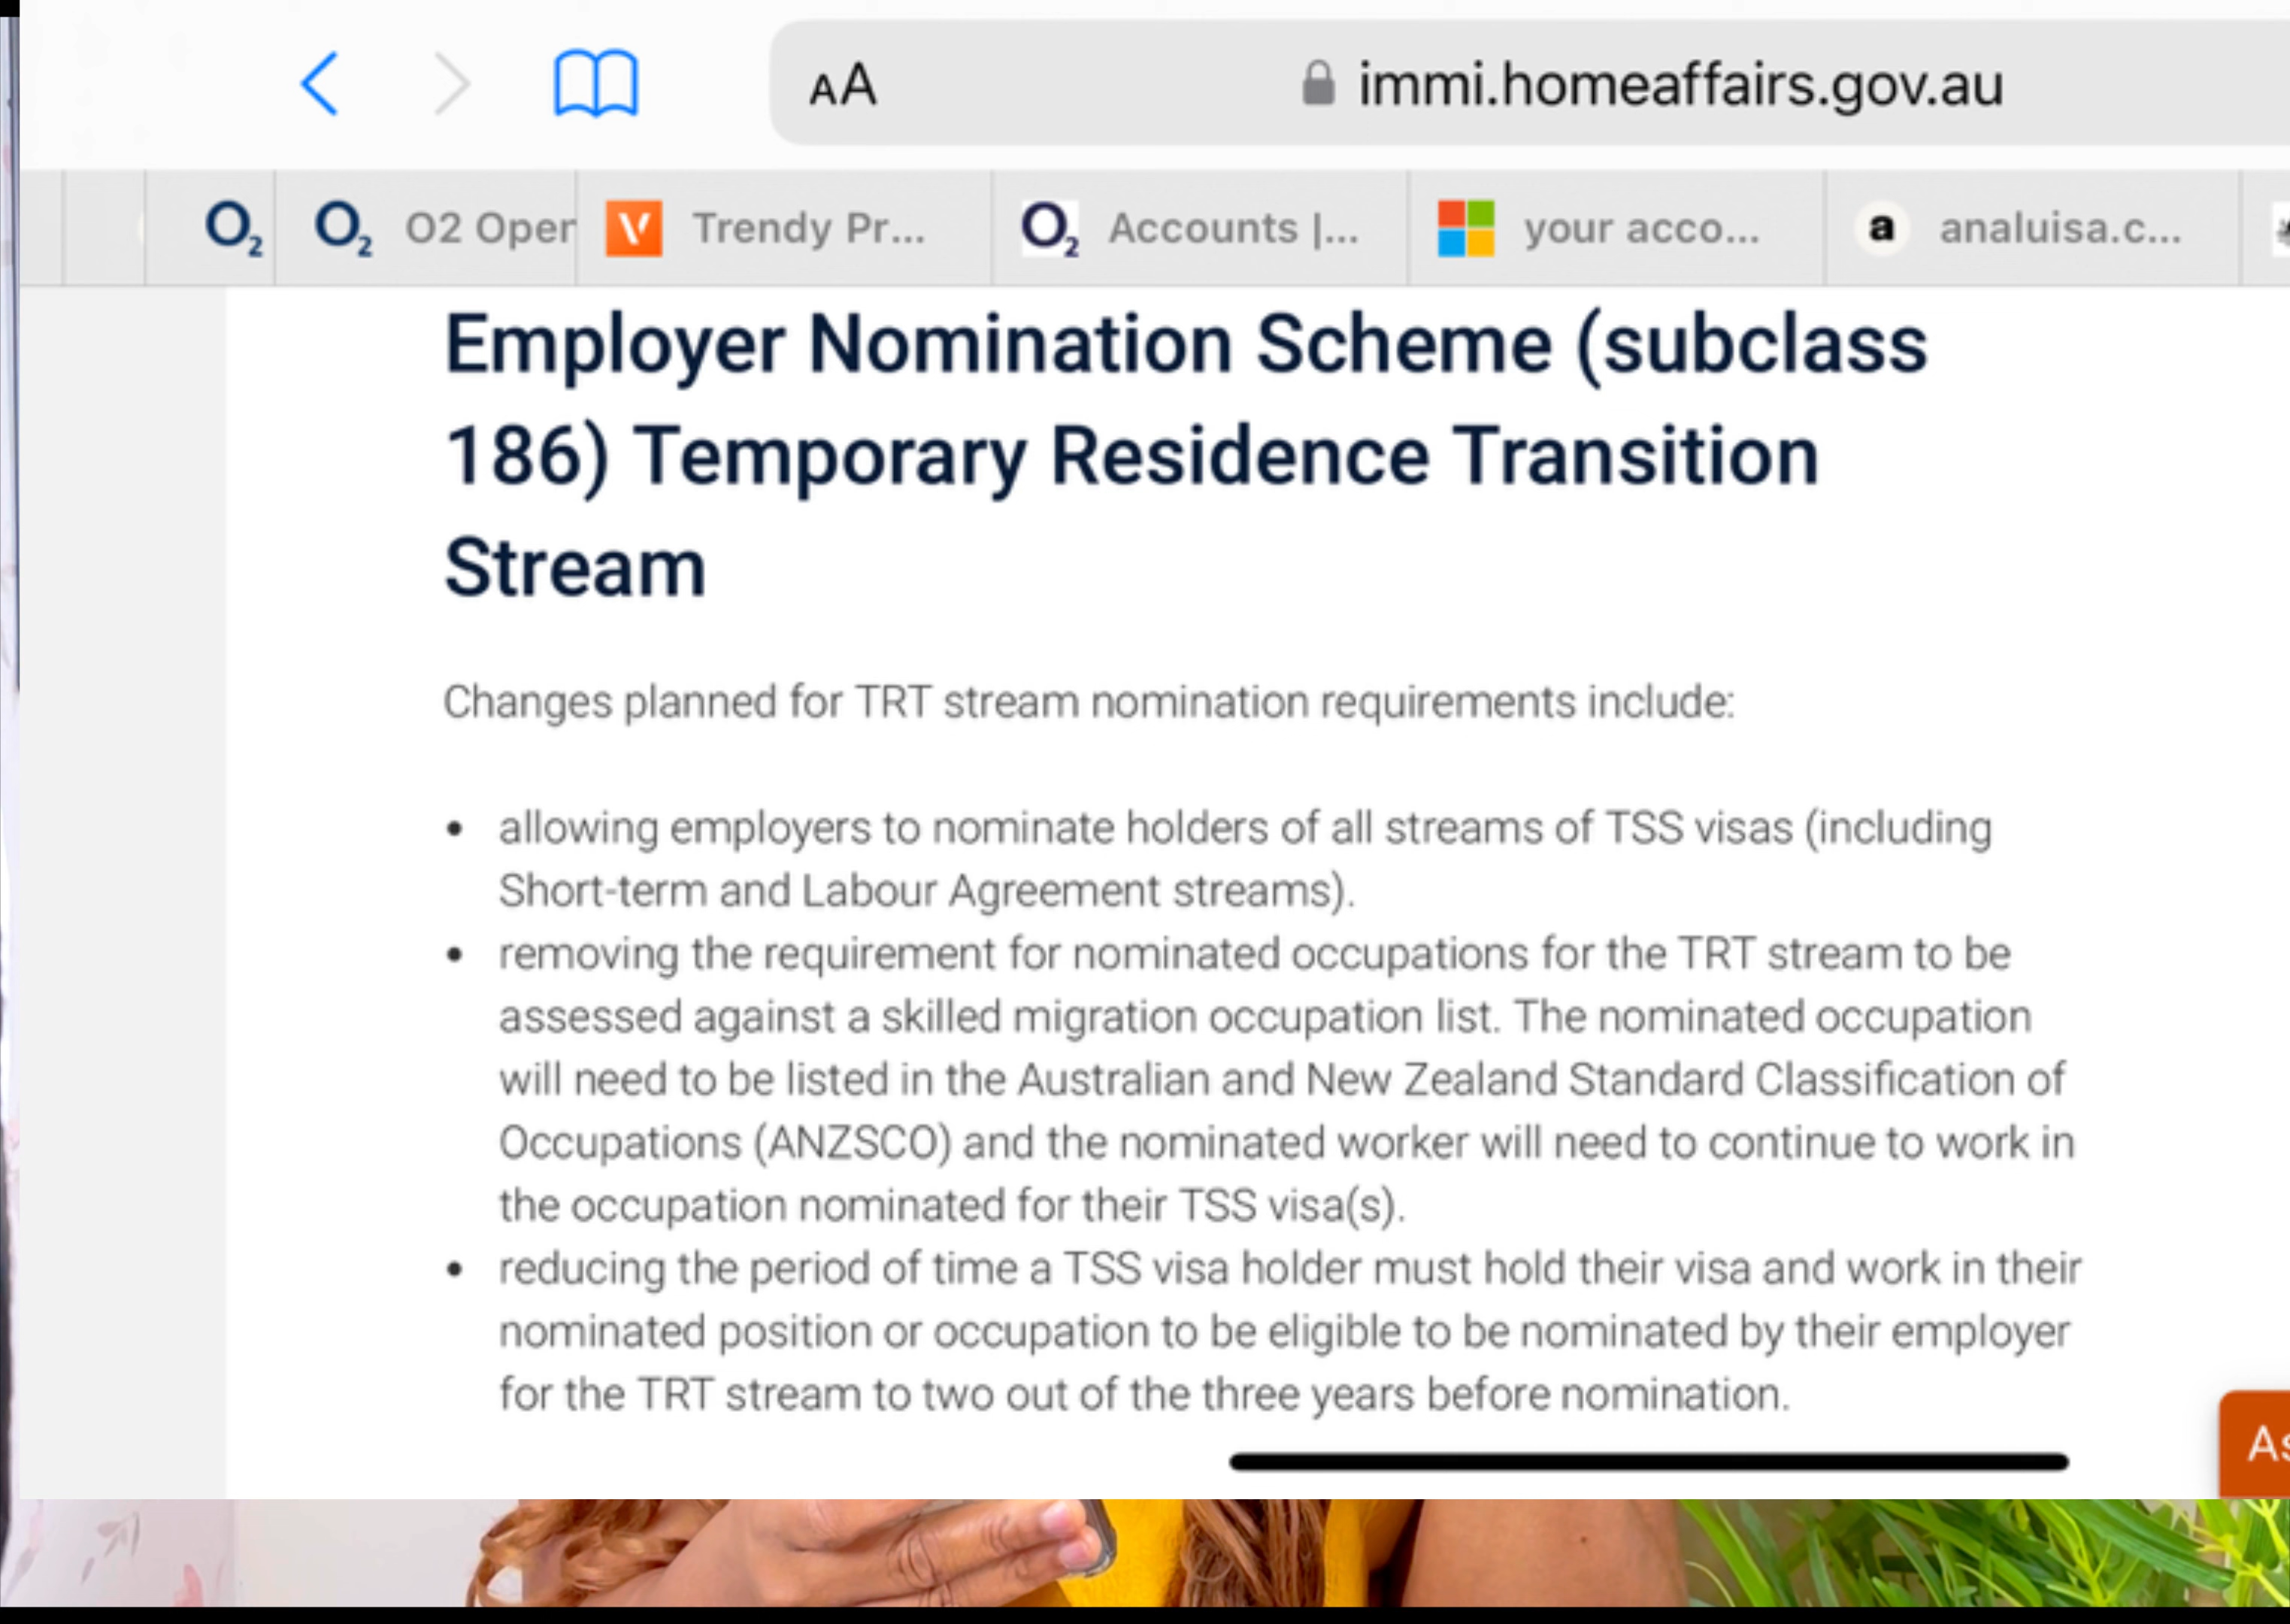 AA immi.homeaffairs.gov.au
O2 O2 O2 Oper Trendy Pr... O2 Accounts |... your acco... a analuisa.c...
Employer Nomination Scheme (subclass
186) Temporary Residence Transition
Stream
Changes planned for TRT stream nomination requirements include:
• allowing employers to nominate holders of all streams of TSS visas (including
Short-term and Labour Agreement streams).
• removing the requirement for nominated occupations for the TRT stream to be
assessed against a skilled migration occupation list. The nominated occupation
will need to be listed in the Australian and New Zealand Standard Classification of
Occupations (ANZSCO) and the nominated worker will need to continue to work in
the occupation nominated for their TSS visa(s).
• reducing the period of time a TSS visa holder must hold their visa and work in their
nominated position or occupation to be eligible to be nominated by their employer
for the TRT stream to two out of the three years before nomination.
As